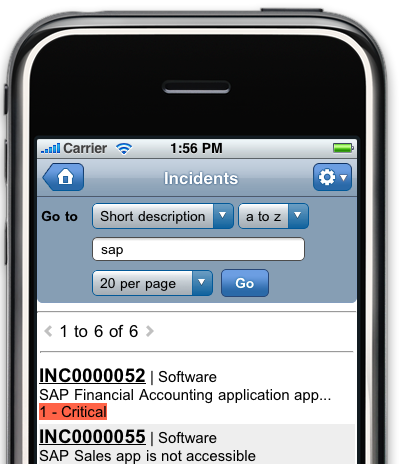 Carrier 1:56 PM
Incidents
Go to Short description a to z
sap
20 per page Go
1 to 6 of 6
INC0000052 | Software
SAP Financial Accounting application app...
1 - Critical
INC0000055 | Software
SAP Sales app is not accessible